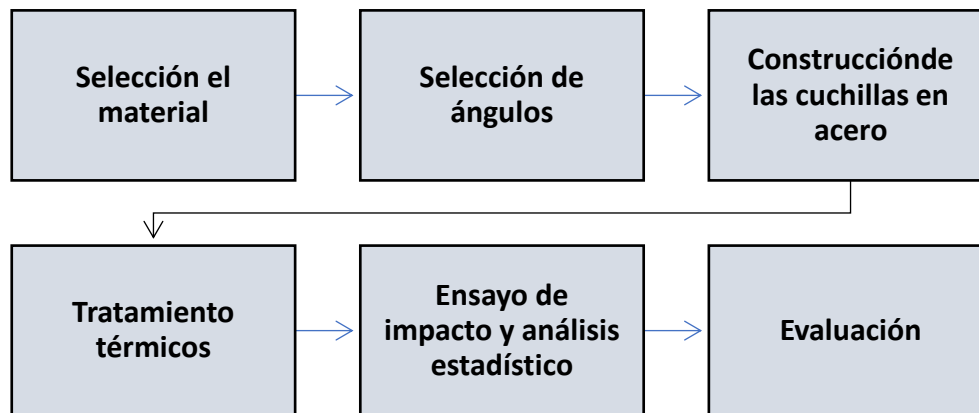 Selección el
material
Selección de
ángulos
Construcciónde
las cuchillas en
acero
Tratamiento
térmicos
Ensayo de
impacto y análisis
estadístico
Evaluación